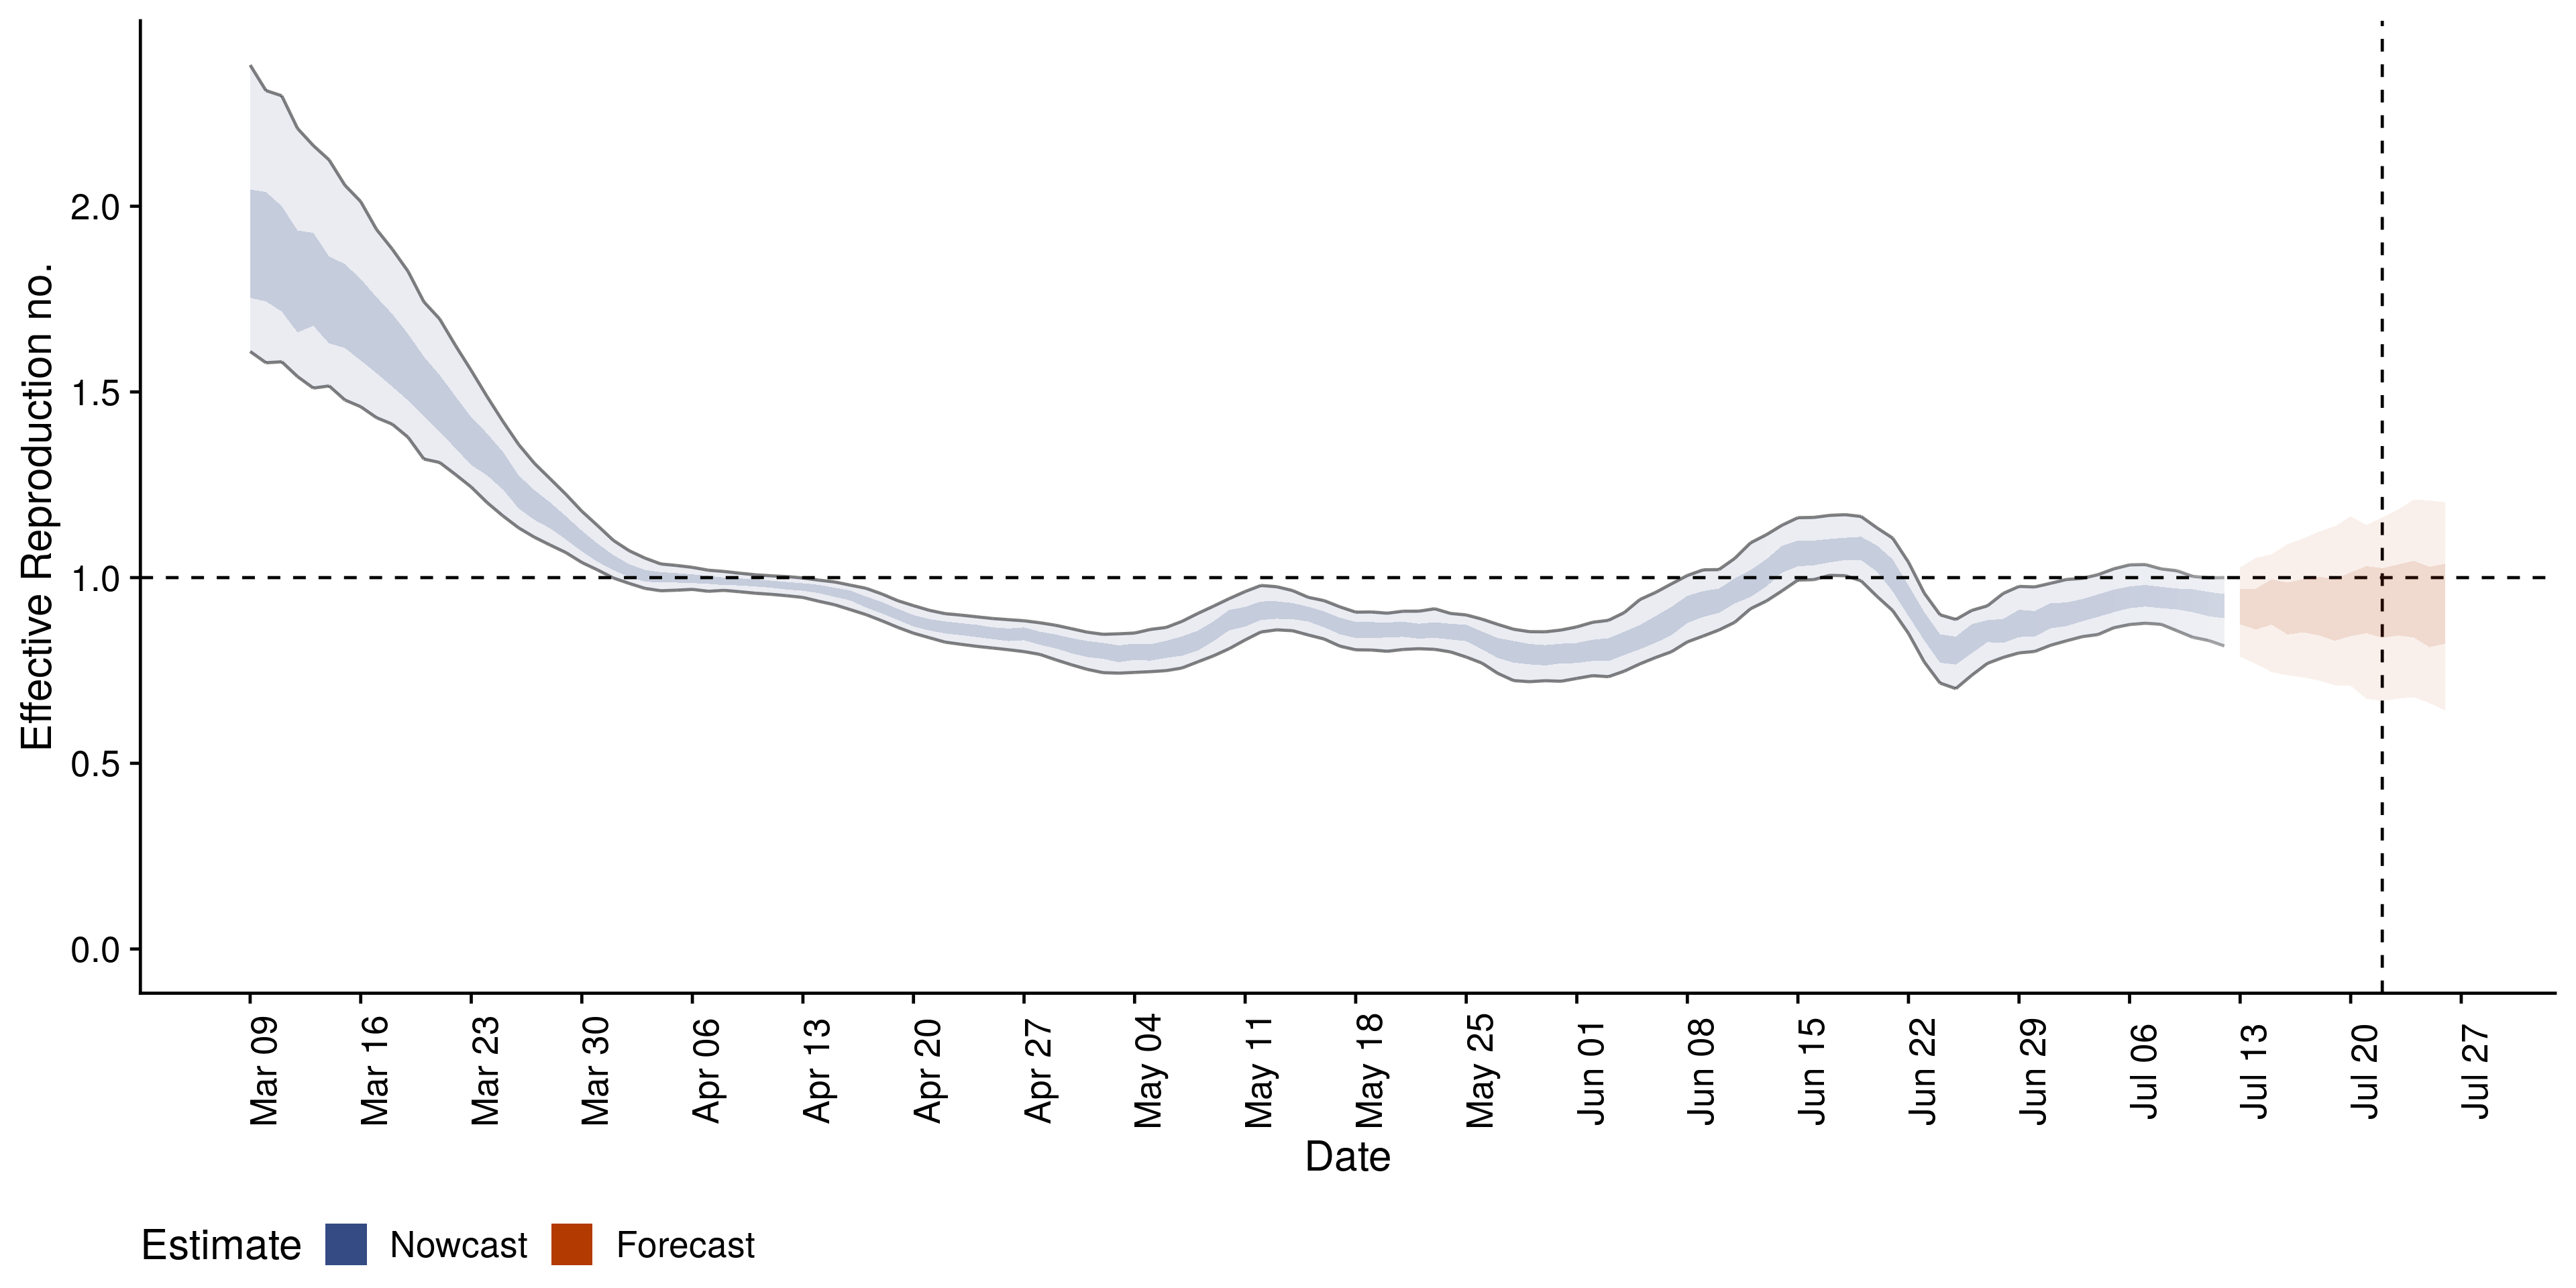 Effective Reproduction no.
2.0
1.5
1.0
0.5
0.0
Mar 09
Mar 16
Mar 23
Mar 30
Apr 06
Apr 13
Apr 20
Apr 27
May 04
May 11
May 18
May 25
Jun 01
Jun 08
Jun 15
Jun 22
Jun 29
Jul 06
Jul 13
Jul 20
Jul 27
Date
Estimate Nowcast Forecast